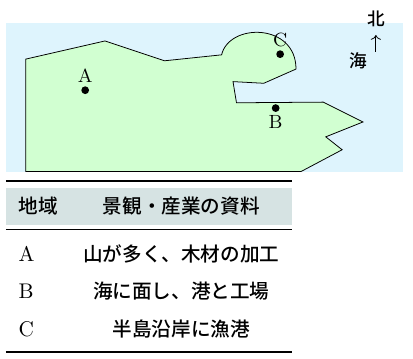 北
↑
海
A
C
B
地域 景観・産業の資料
A 山が多く、木材の加工
B 海に面し、港と工場
C 半島沿岸に漁港